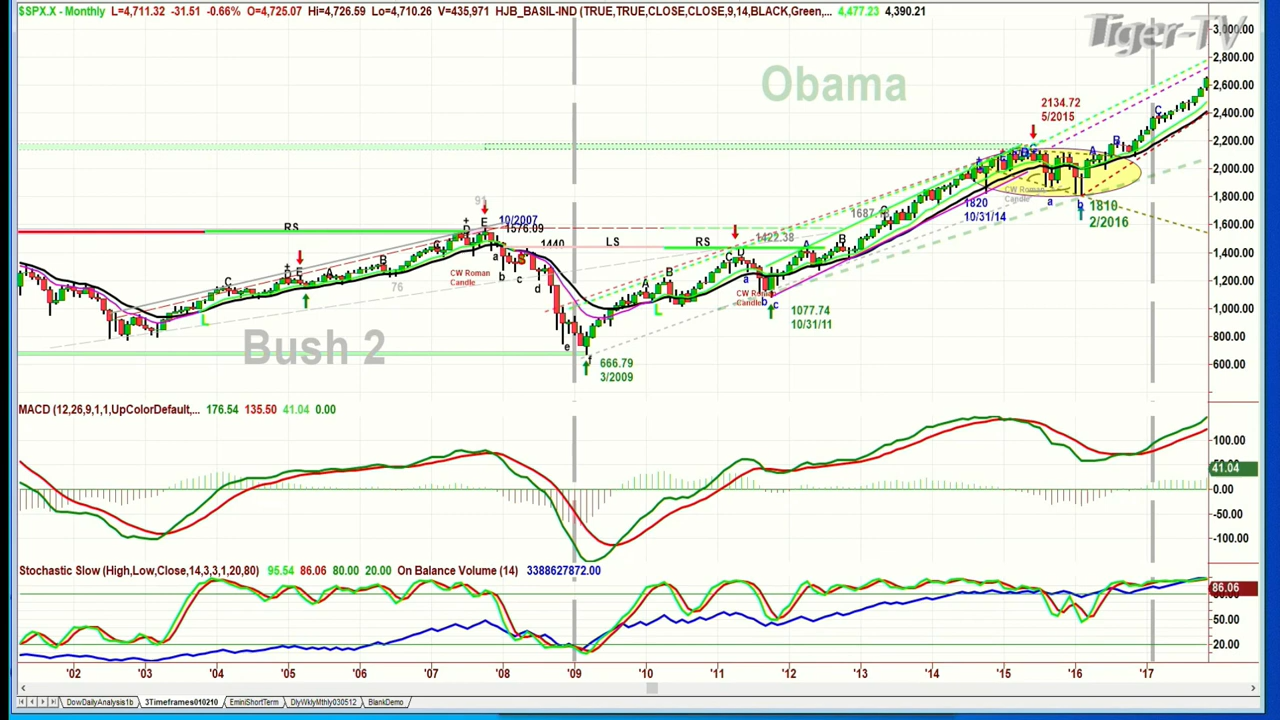 $SPX.X - Monthly L=4,711.32 -31.51 -0.66% O=4,725.07 Hi=4,726.59 Lo=4,710.26 V=435,971 HJB_BASIL-IND (TRUE,TRUE,CLOSE,CLOSE,9,14,BLACK,Green,... 4,477.23 4,390.21
Tiger-TV
3,000.00
Obama
2,600.00
2134.72
5/2015
2,400.00
2,200.00
2,000.00
CW Roman
Candle
1,800.00
1820
10/31/14
1810
2/2016
1687
1,600.00
10/2007
1576.09
RS
1440
LS
RS
1422.38
1,400.00
CW Roman
Candle
76
1,200.00
CW Roman
Candle
1077.74
10/31/11
1,000.00
Bush 2
800.00
666.79
3/2009
600.00
MACD (12,26,9,1,1,UpColorDefault,... 176.54 135.50 41.04 0.00
100.00
41.04
0.00
-50.00
-100.00
Stochastic Slow (High,Low,Close,14,3,3,1,20,80) 95.54 86.06 80.00 20.00 On Balance Volume (14) 3388627872.00
86.06
50.00
20.00
'02 '03 '04 '05 '06 '07 '08 '09 '10 '11 '12 '13 '14 '15 '16 '17
DowDailyAnalysis1b 3Timeframes010210 EminiShortTerm DlyWklyMthly030512 BlankDemo